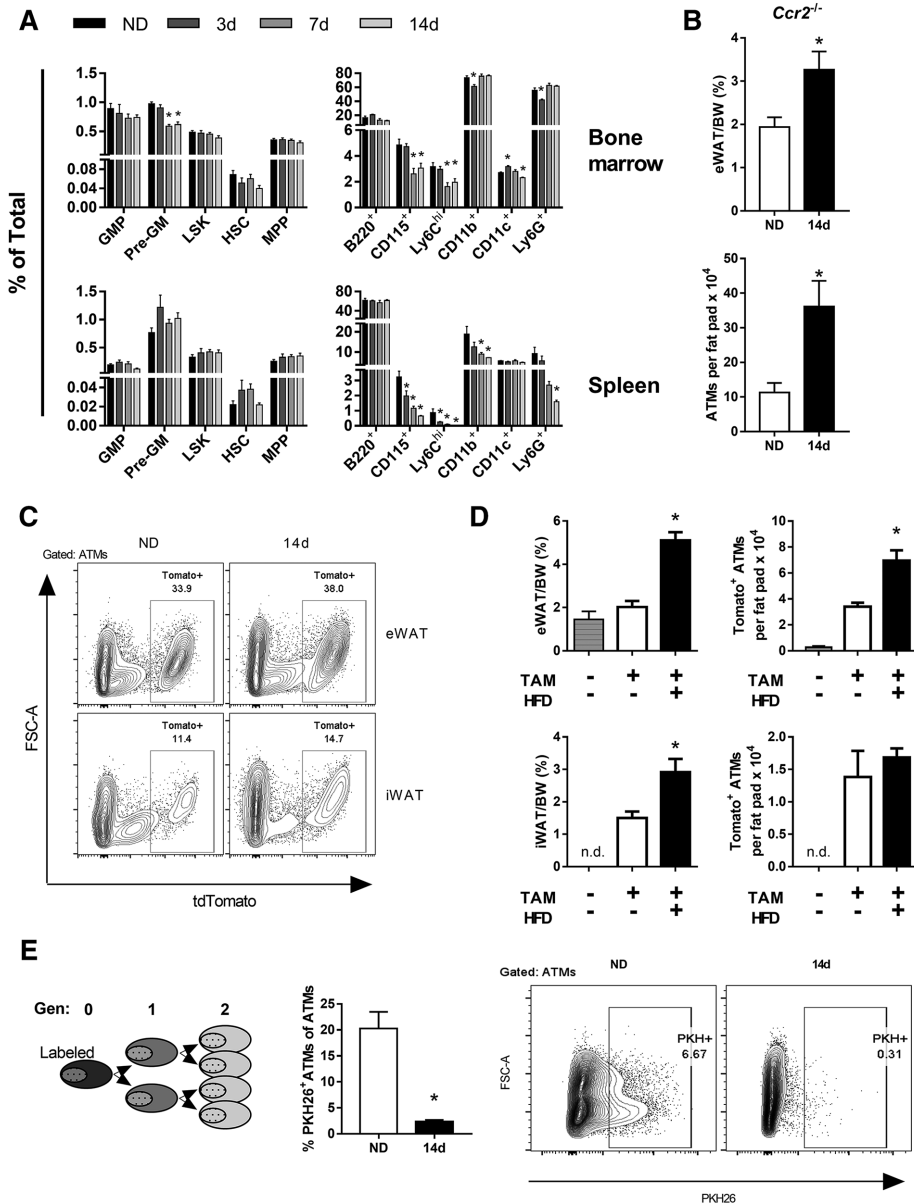 A
ND 3d 7d 14d
% of Total
1.5
1.0
0.5
0.08
0.04
0.00
GMP
Pre-GM
LSK
HSC
MPP
* *
80
60
40
20
6
4
2
0
B220+
CD115+
Ly6Chi
CD11b+
CD11c+
Ly6G+
* * * * * * * *
Bone
marrow
1.5
1.0
0.5
0.04
0.02
0.00
GMP
Pre-GM
LSK
HSC
MPP
80
40
20
10
3
2
1
0
B220+
CD115+
Ly6Chi
CD11b+
CD11c+
Ly6G+
* * * * * * * * *
Spleen
B
Ccr2-/-
eWAT/BW (%)
6
4
2
0
*
ND 14d
ATMs per fat pad x 10⁴
50
40
30
20
10
0
*
ND 14d
C
Gated: ATMs
ND 14d
Tomato+
33.9
Tomato+
38.0
eWAT
Tomato+
11.4
Tomato+
14.7
iWAT
FSC-A
tdTomato
D
eWAT/BW (%)
6
4
2
0
*
TAM - + +
HFD - - +
Tomato+ ATMs
per fat pad x 10⁴
10
8
6
4
2
0
*
TAM - + +
HFD - - +
iWAT/BW (%)
4
3
2
1
0
n.d.
*
TAM - + +
HFD - - +
Tomato+ ATMs
per fat pad x 10⁴
2.0
1.5
1.0
0.5
0.0
n.d.
TAM - + +
HFD - - +
E
Gen: 0 1 2
Labeled
% PKH26+ATMs of ATMs
25
20
15
10
5
0
*
ND 14d
Gated: ATMs
ND 14d
PKH+
6.67
PKH+
0.31
FSC-A
PKH26